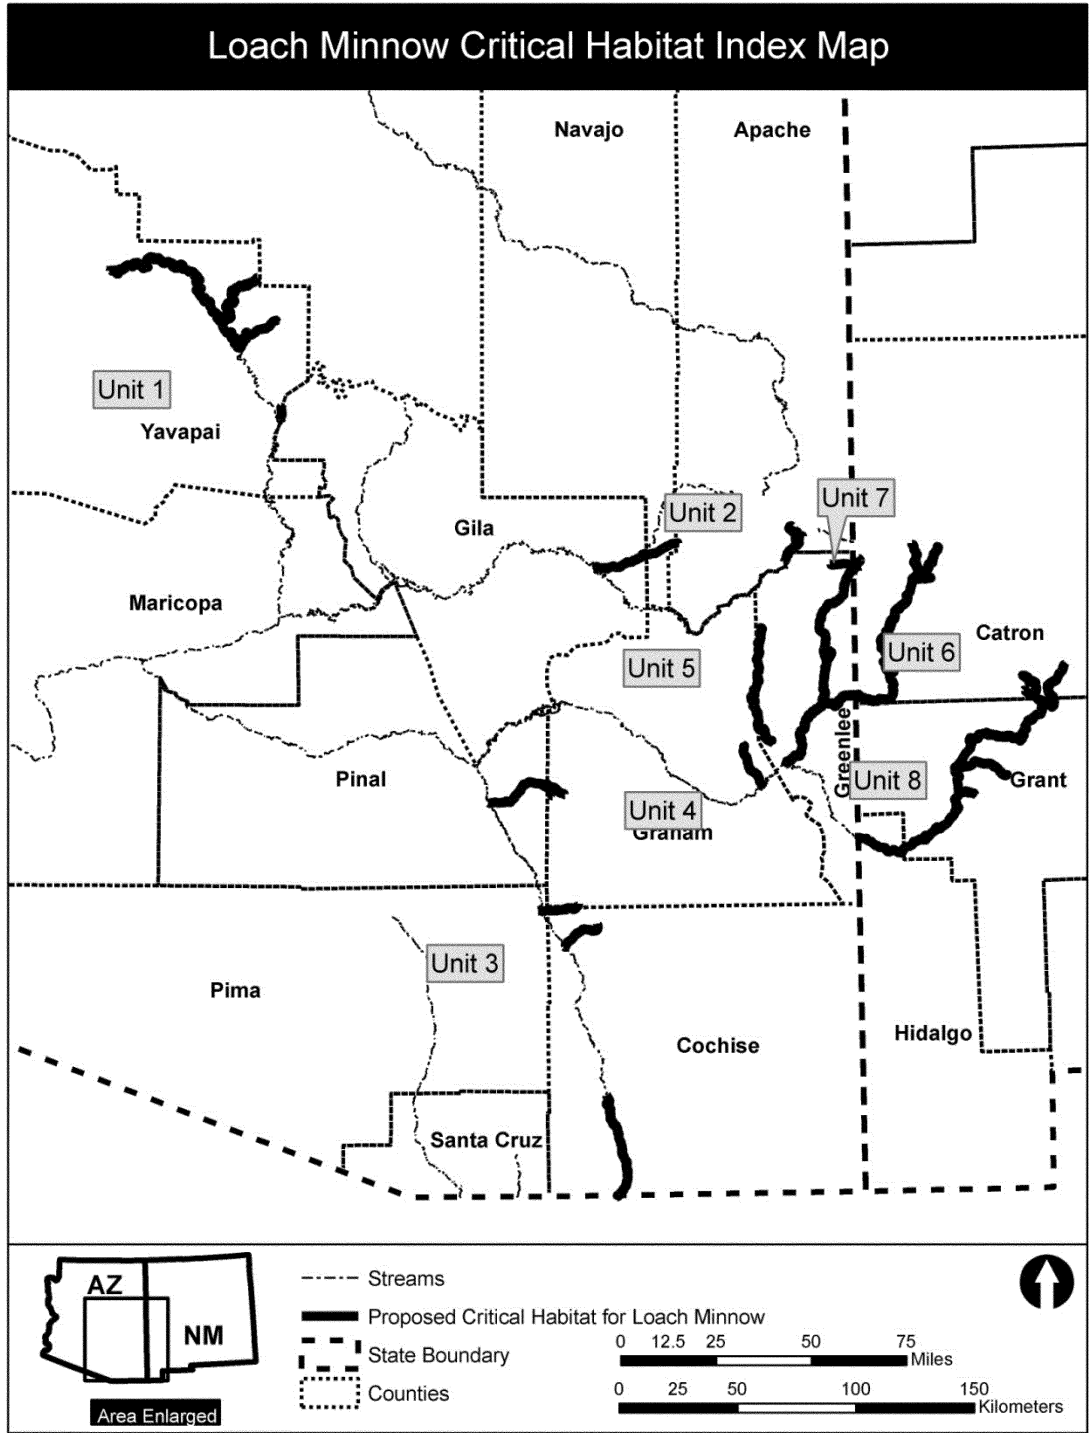 Loach Minnow Critical Habitat Index Map
Navajo
Apache
Unit 1
Yavapai
Unit 7
Unit 2
Gila
Maricopa
Catron
Unit 6
Unit 5
Greenlee
Pinal
Unit 8
Grant
Unit 4
Graham
Unit 3
Pima
Hidalgo
Cochise
Santa Cruz
AZ
NM
Area Enlarged
Streams
Proposed Critical Habitat for Loach Minnow
State Boundary
Counties
0 12.5 25 50 75
Miles
0 25 50 100 150
Kilometers